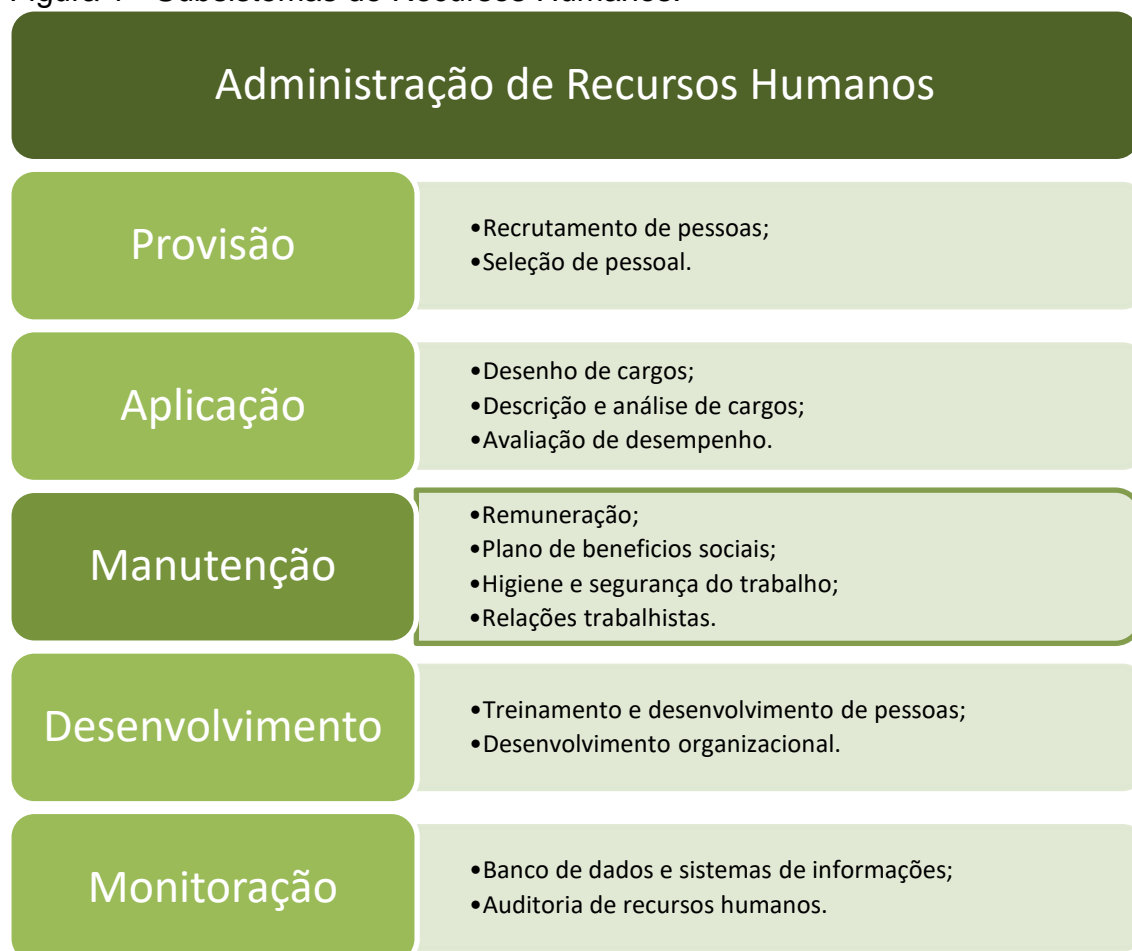 Administração de Recursos Humanos
Provisão
•Recrutamento de pessoas;
•Seleção de pessoal.
Aplicação
•Desenho de cargos;
•Descrição e análise de cargos;
•Avaliação de desempenho.
Manutenção
•Remuneração;
•Plano de beneficios sociais;
•Higiene e segurança do trabalho;
•Relações trabalhistas.
Desenvolvimento
•Treinamento e desenvolvimento de pessoas;
•Desenvolvimento organizacional.
Monitoração
•Banco de dados e sistemas de informações;
•Auditoria de recursos humanos.